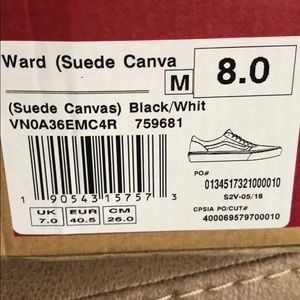 Ward (Suede Canva
M
8.0
(Suede Canvas) Black/Whit
VN0A36EMC4R 759681
PO#
0134517321000010
S2V-05/18
CPSIA PO/CUT#
400069579700010
1 90543 15757 3
UK EUR CM
7.0 40.5 26.0